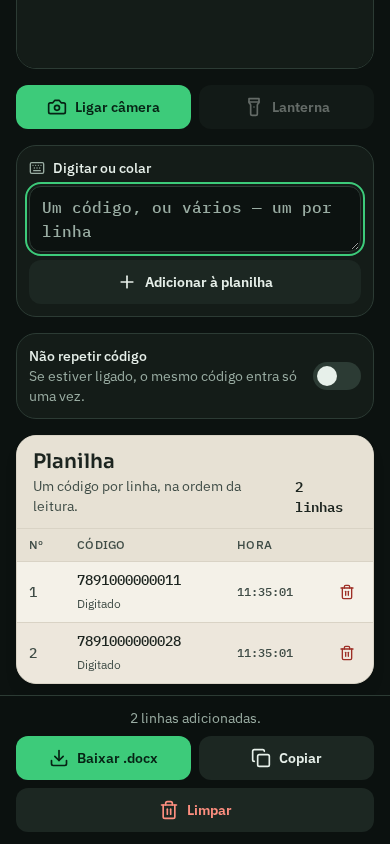 Ligar câmera
Lanterna
Digitar ou colar
Um código, ou vários — um por
linha
Adicionar à planilha
Não repetir código
Se estiver ligado, o mesmo código entra só
uma vez.
Planilha
Um código por linha, na ordem da
leitura.
2
linhas
Nº CÓDIGO HORA
1 7891000000011 11:35:01
Digitado
2 7891000000028 11:35:01
Digitado
2 linhas adicionadas.
Baixar .docx
Copiar
Limpar